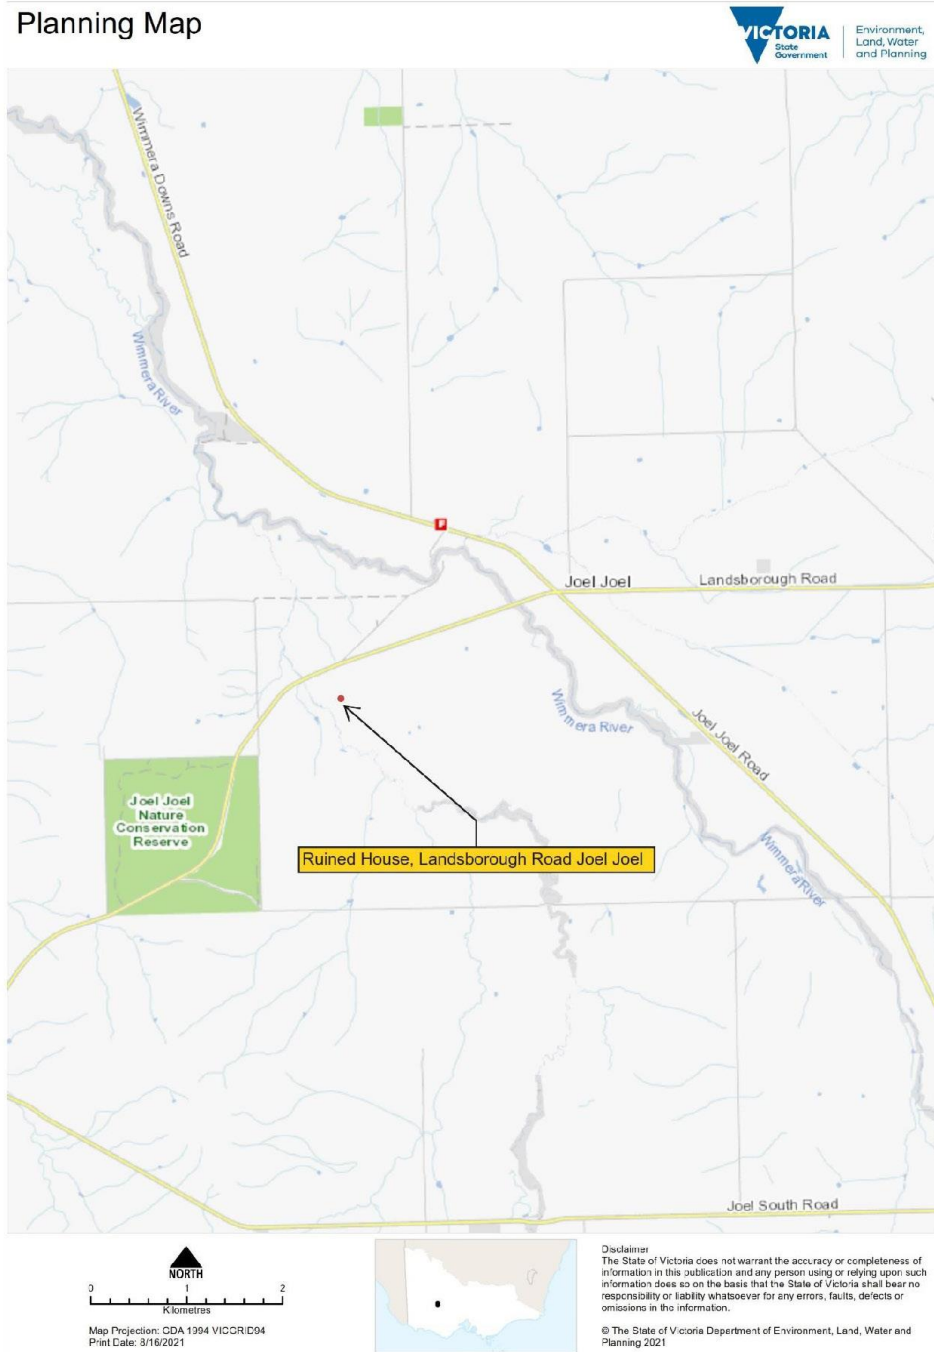 Planning Map
VICTORIA
State
Government
Environment,
Land, Water
and Planning
Wimmera Downs Road
Wimmera River
Joel Joel
Landsborough Road
Wimmera River
Joel Joel Road
Joel Joel
Nature
Conservation
Reserve
Ruined House, Landsborough Road Joel Joel
Wimmera River
Joel South Road
NORTH
0 1 2
Kilometres
Map Projection: GDA 1994 VICGRID94
Print Date: 8/16/2021
Disclaimer
The State of Victoria does not warrant the accuracy or completeness of
information in this publication and any person using or relying upon such
information does so on the basis that the State of Victoria shall bear no
responsibility or liability whatsoever for any errors, faults, defects or
omissions in the information.
© The State of Victoria Department of Environment, Land, Water and
Planning 2021